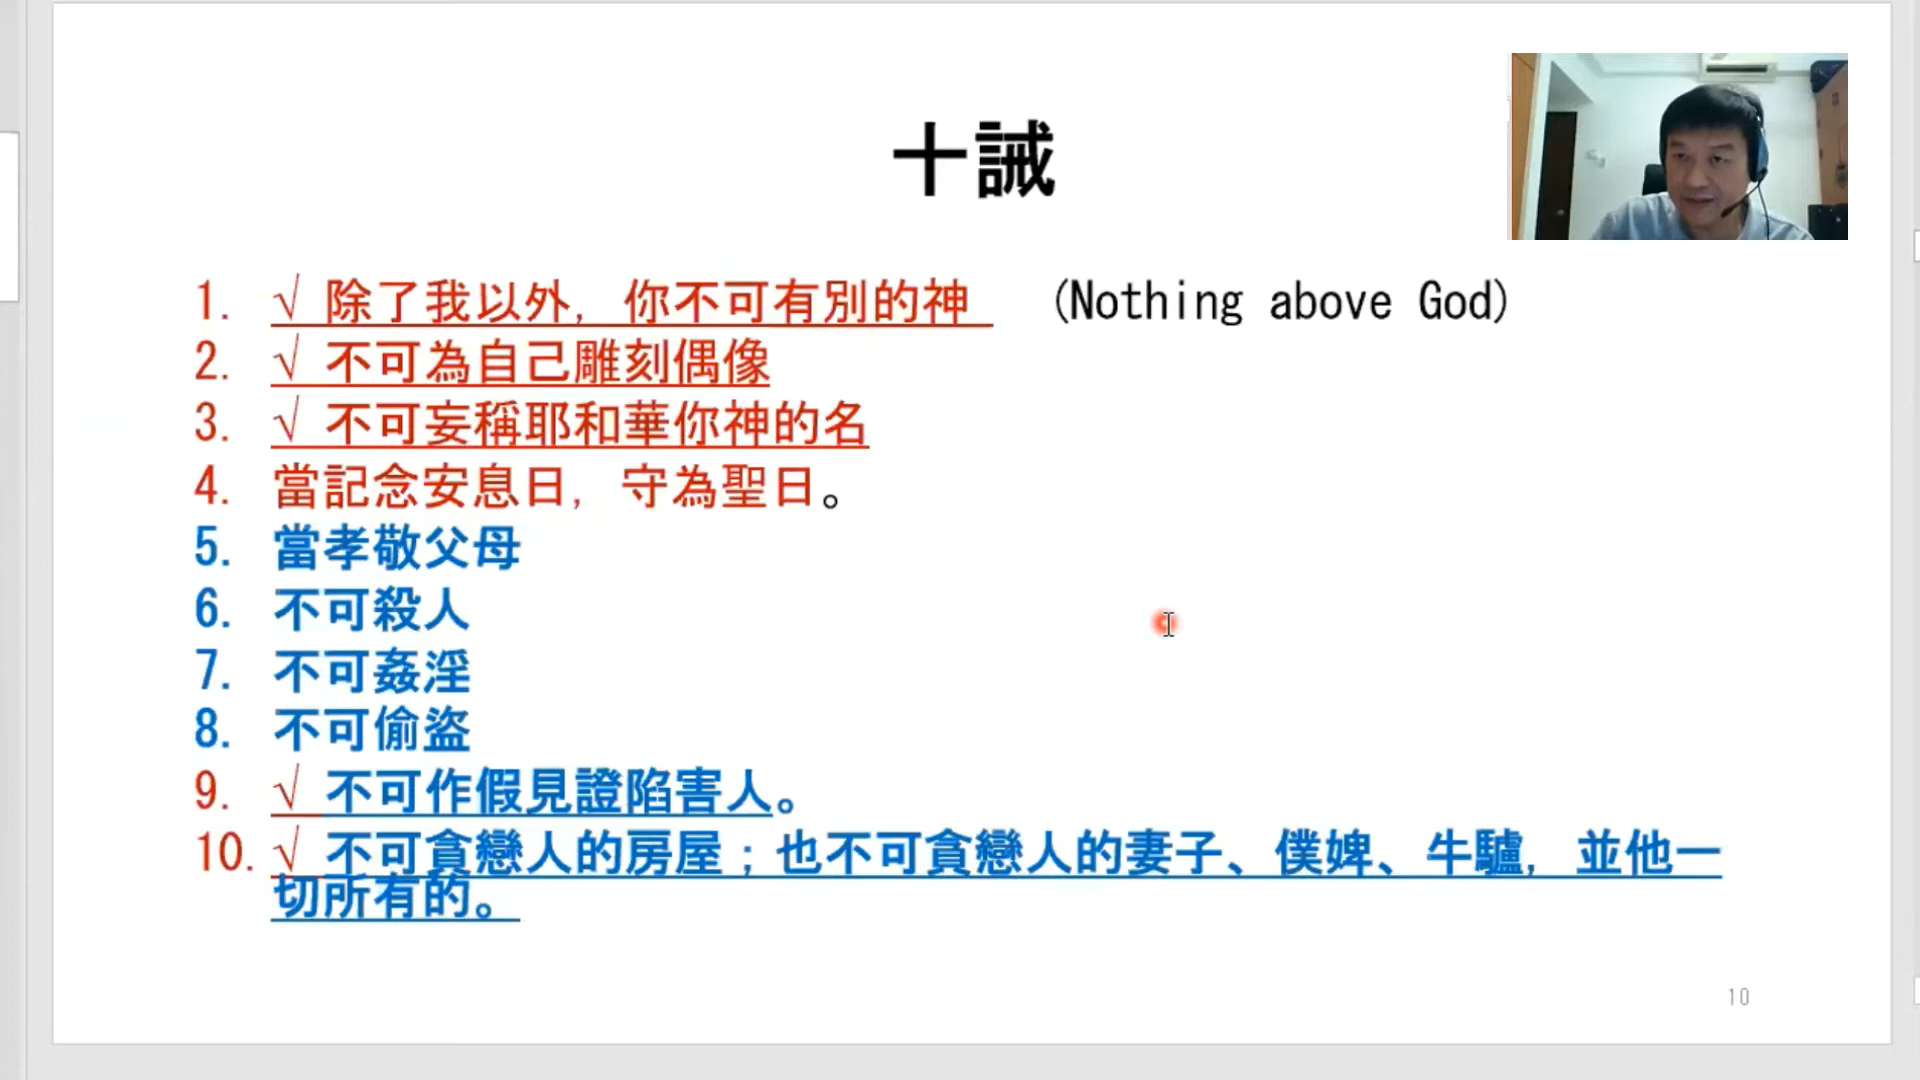 十誡
1. √ 除了我以外, 你不可有別的神 (Nothing above God)
2. √ 不可為自己雕刻偶像
3. √ 不可妄稱耶和華你神的名
4. 當記念安息日, 守為聖日。
5. 當孝敬父母
6. 不可殺人
7. 不可姦淫
8. 不可偷盜
9. √ 不可作假見證陷害人。
10. √ 不可貪戀人的房屋；也不可貪戀人的妻子、僕婢、牛驢, 並他一
切所有的。
10